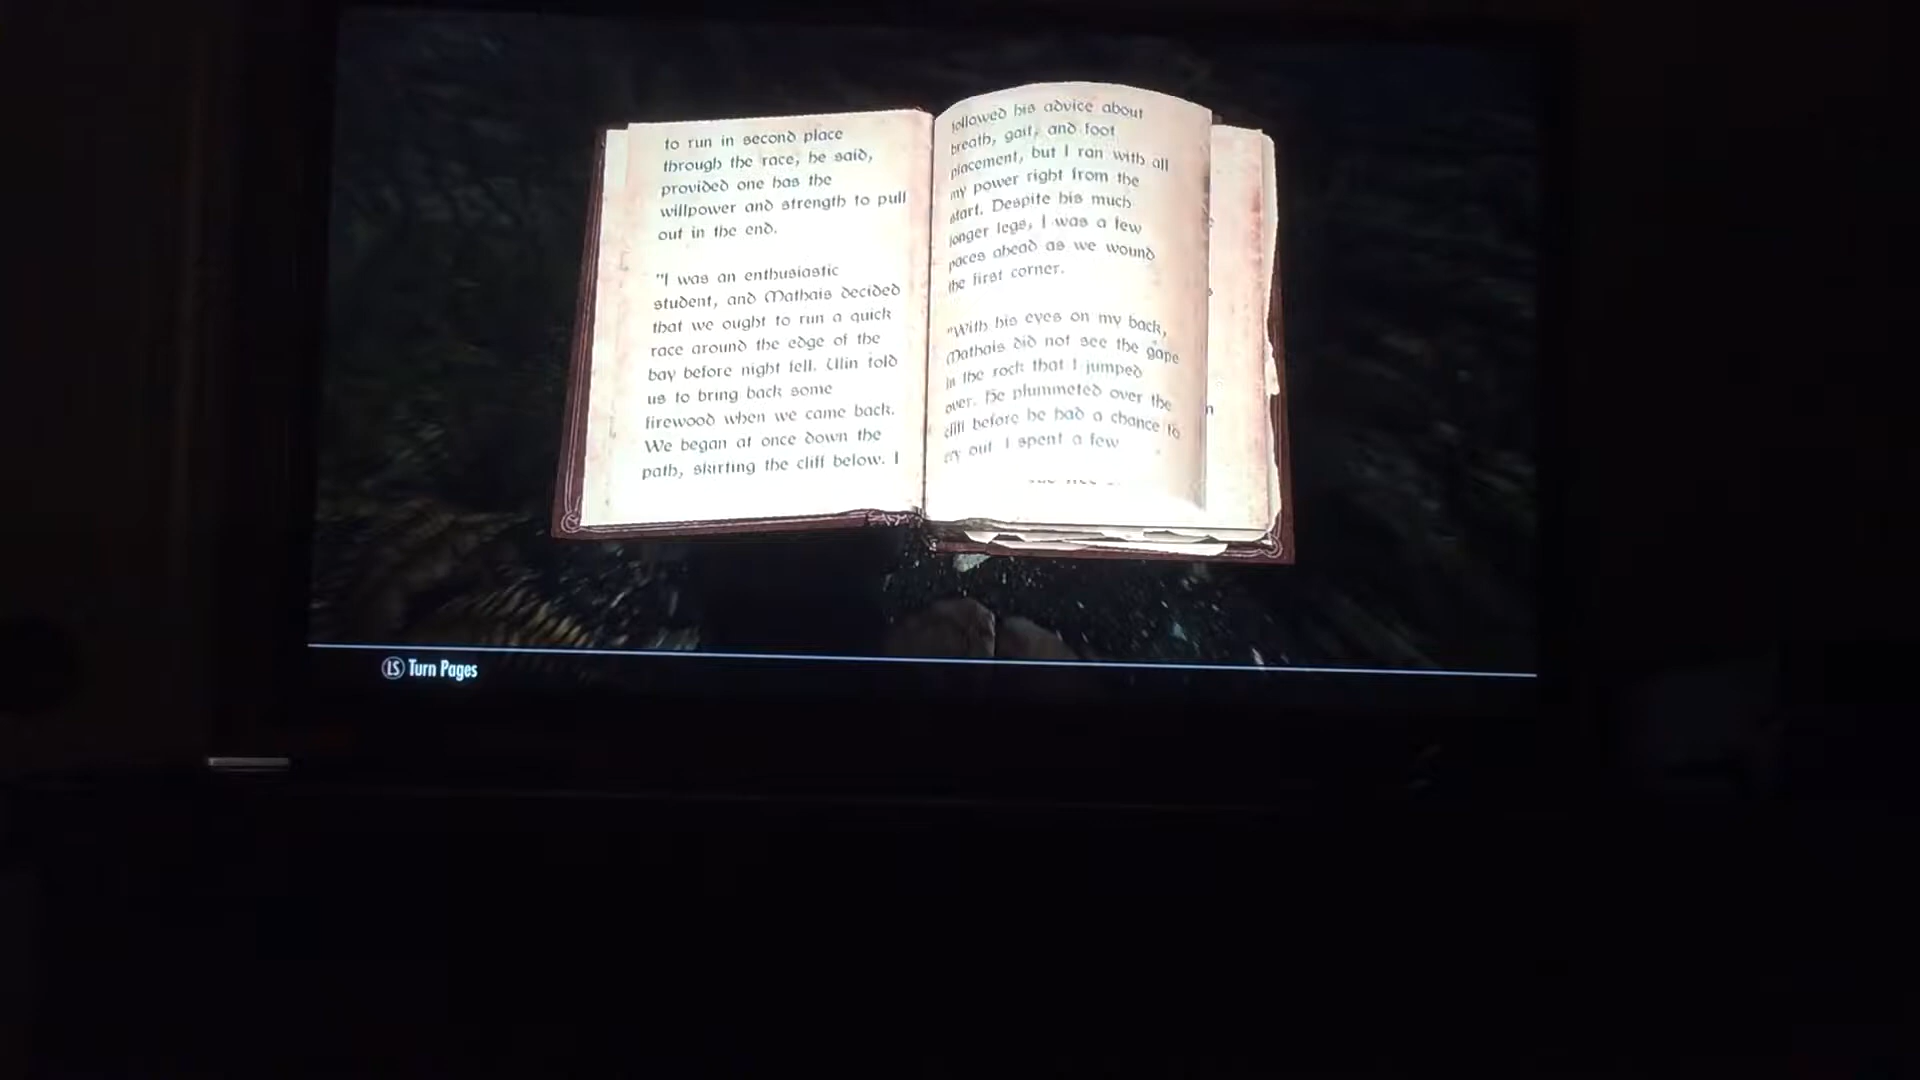 to run in second place
through the race, he said,
provided one has the
willpower and strength to pull
out in the end.
"I was an enthusiastic
student, and Mathais decided
that we ought to run a quick
race around the edge of the
bay before night fell. Ulin told
us to bring back some
firewood when we came back.
We began at once down the
path, skirting the cliff below. I
followed his advice about
breath, gait, and foot
placement, but I ran with all
my power right from the
start. Despite his much
longer legs, I was a few
paces ahead as we wound
the first corner.
"With his eyes on my back,
Mathais did not see the gape
in the rock that I jumped
over. He plummeted over the
cliff before he had a chance to
cry out. I spent a few
LS Turn Pages